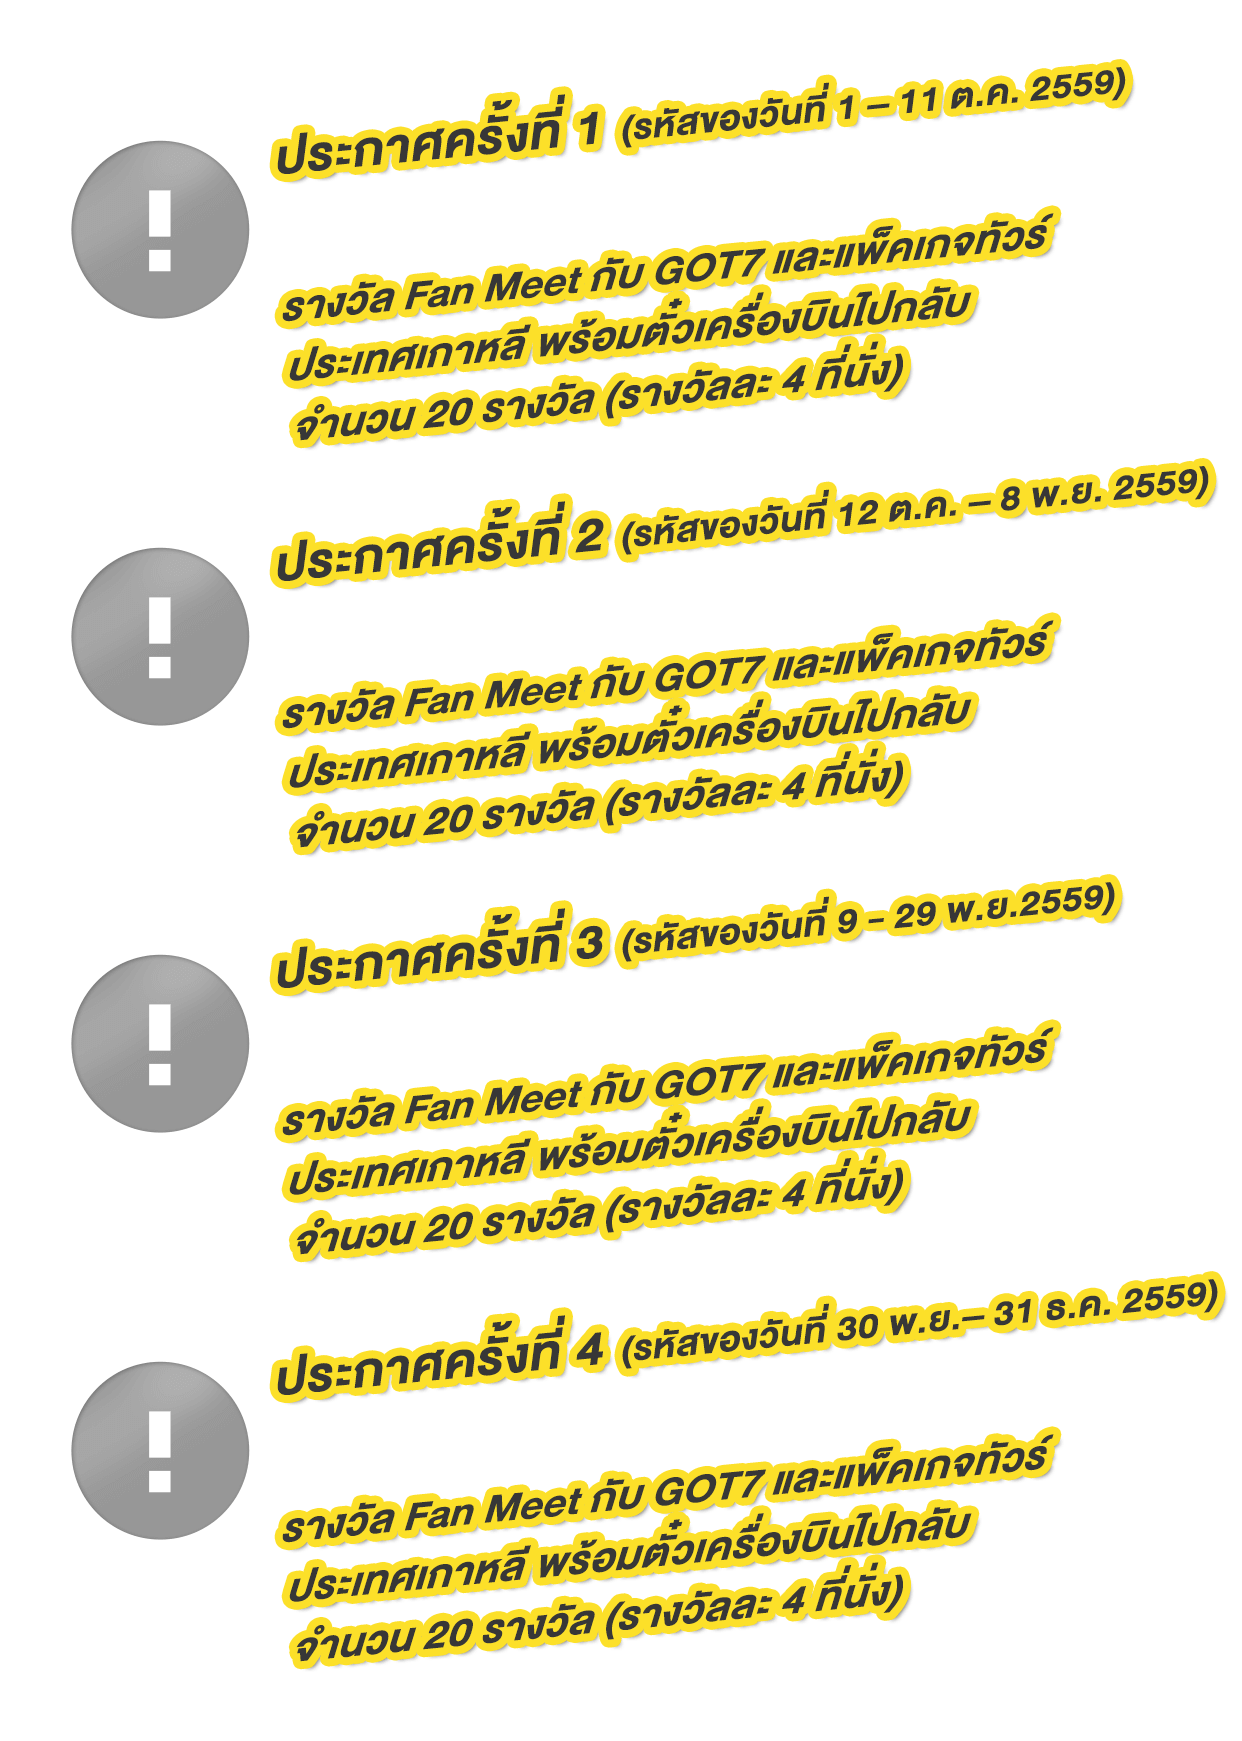 ประกาศครั้งที่ 1 (รหัสของวันที่ 1 – 11 ต.ค. 2559)
รางวัล Fan Meet กับ GOT7 และแพ็คเกจทัวร์
ประเทศเกาหลี พร้อมตั๋วเครื่องบินไปกลับ
จำนวน 20 รางวัล (รางวัลละ 4 ที่นั่ง)
ประกาศครั้งที่ 2 (รหัสของวันที่ 12 ต.ค. – 8 พ.ย. 2559)
รางวัล Fan Meet กับ GOT7 และแพ็คเกจทัวร์
ประเทศเกาหลี พร้อมตั๋วเครื่องบินไปกลับ
จำนวน 20 รางวัล (รางวัลละ 4 ที่นั่ง)
ประกาศครั้งที่ 3 (รหัสของวันที่ 9 – 29 พ.ย.2559)
รางวัล Fan Meet กับ GOT7 และแพ็คเกจทัวร์
ประเทศเกาหลี พร้อมตั๋วเครื่องบินไปกลับ
จำนวน 20 รางวัล (รางวัลละ 4 ที่นั่ง)
ประกาศครั้งที่ 4 (รหัสของวันที่ 30 พ.ย.– 31 ธ.ค. 2559)
รางวัล Fan Meet กับ GOT7 และแพ็คเกจทัวร์
ประเทศเกาหลี พร้อมตั๋วเครื่องบินไปกลับ
จำนวน 20 รางวัล (รางวัลละ 4 ที่นั่ง)